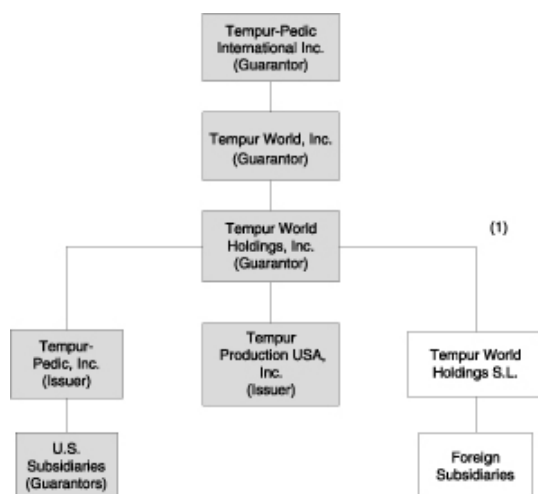 Tempur-Pedic
International Inc.
(Guarantor)
Tempur World, Inc.
(Guarantor)
Tempur World
Holdings, Inc.
(Guarantor)
(1)
Tempur-
Pedic, Inc.
(Issuer)
Tempur
Production USA,
Inc.
(Issuer)
Tempur World
Holdings S.L.
U.S.
Subsidiaries
(Guarantors)
Foreign
Subsidiaries